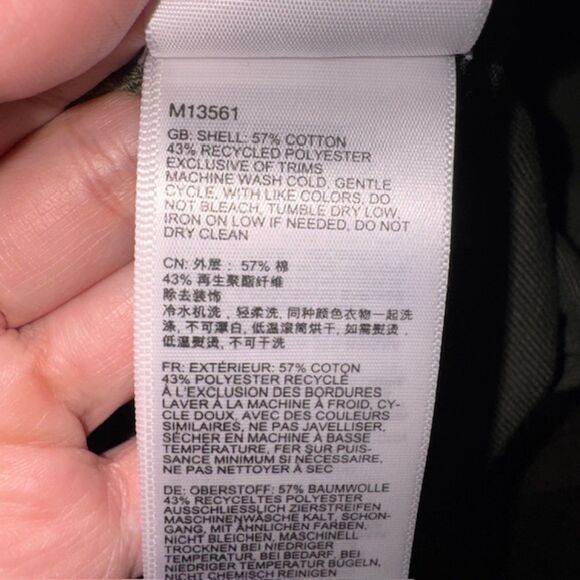 M13561
GB: SHELL: 57% COTTON
43% RECYCLED POLYESTER
EXCLUSIVE OF TRIMS
MACHINE WASH COLD, GENTLE
CYCLE, WITH LIKE COLORS, DO
NOT BLEACH, TUMBLE DRY LOW,
IRON ON LOW IF NEEDED, DO NOT
DRY CLEAN
CN: 外层： 57% 棉
43% 再生聚酯纤维
除去装饰
冷水机洗，轻柔洗，同种颜色衣物一起洗
涤，不可漂白，低温滚筒烘干，如需熨烫，
低温熨烫，不可干洗
FR: EXTÉRIEUR: 57% COTON
43% POLYESTER RECYCLÉ
À L'EXCLUSION DES BORDURES
LAVER À LA MACHINE À FROID, CY-
CLE DOUX, AVEC DES COULEURS
SIMILAIRES, NE PAS JAVELLISER,
SÉCHER EN MACHINE À BASSE
TEMPÉRATURE, FER SUR PUIS-
SANCE MINIMUM SI NÉCESSAIRE,
NE PAS NETTOYER À SEC
DE: OBERSTOFF: 57% BAUMWOLLE
43% RECYCELTES POLYESTER
AUSSCHLIESSLICH ZIERSTREIFEN
MASCHINENWÄSCHE KALT, SCHON-
GANG, MIT ÄHNLICHEN FARBEN,
NICHT BLEICHEN, MASCHINELL
TROCKNEN BEI NIEDRIGER
TEMPERATUR, BEI BEDARF, BEI
NIEDRIGER TEMPERATUR BÜGELN,
NICHT CHEMISCH REINIGEN